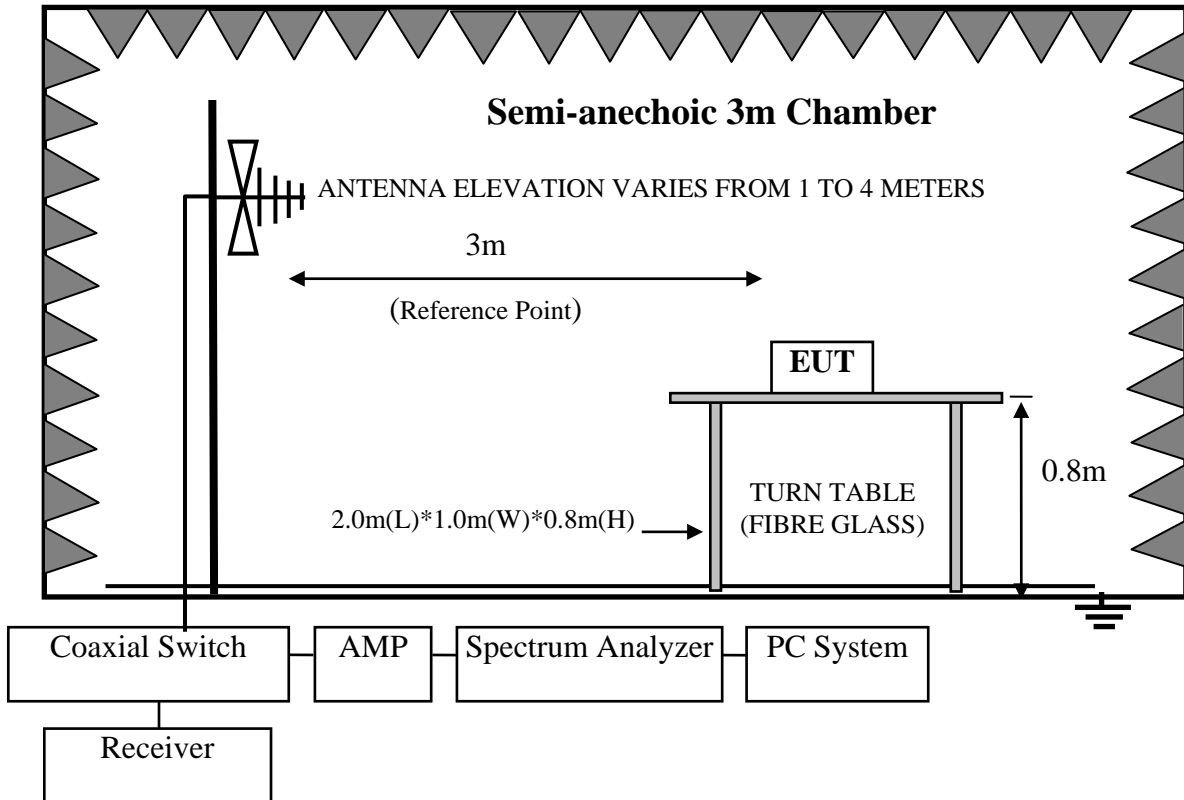 Semi-anechoic 3m Chamber
ANTENNA ELEVATION VARIES FROM 1 TO 4 METERS
3m
(Reference Point)
EUT
0.8m
TURN TABLE
(FIBRE GLASS)
2.0m(L)*1.0m(W)*0.8m(H)
Coaxial Switch
AMP
Spectrum Analyzer
PC System
Receiver